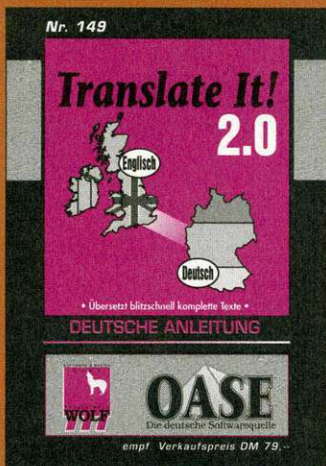 Nr. 149
Translate It!
2.0
Englisch
Deutsch
• Übersetzt blitzschnell komplette Texte •
DEUTSCHE ANLEITUNG
WOLF
OASE
Die deutsche Softwarequelle
empf. Verkaufspreis DM 79,--